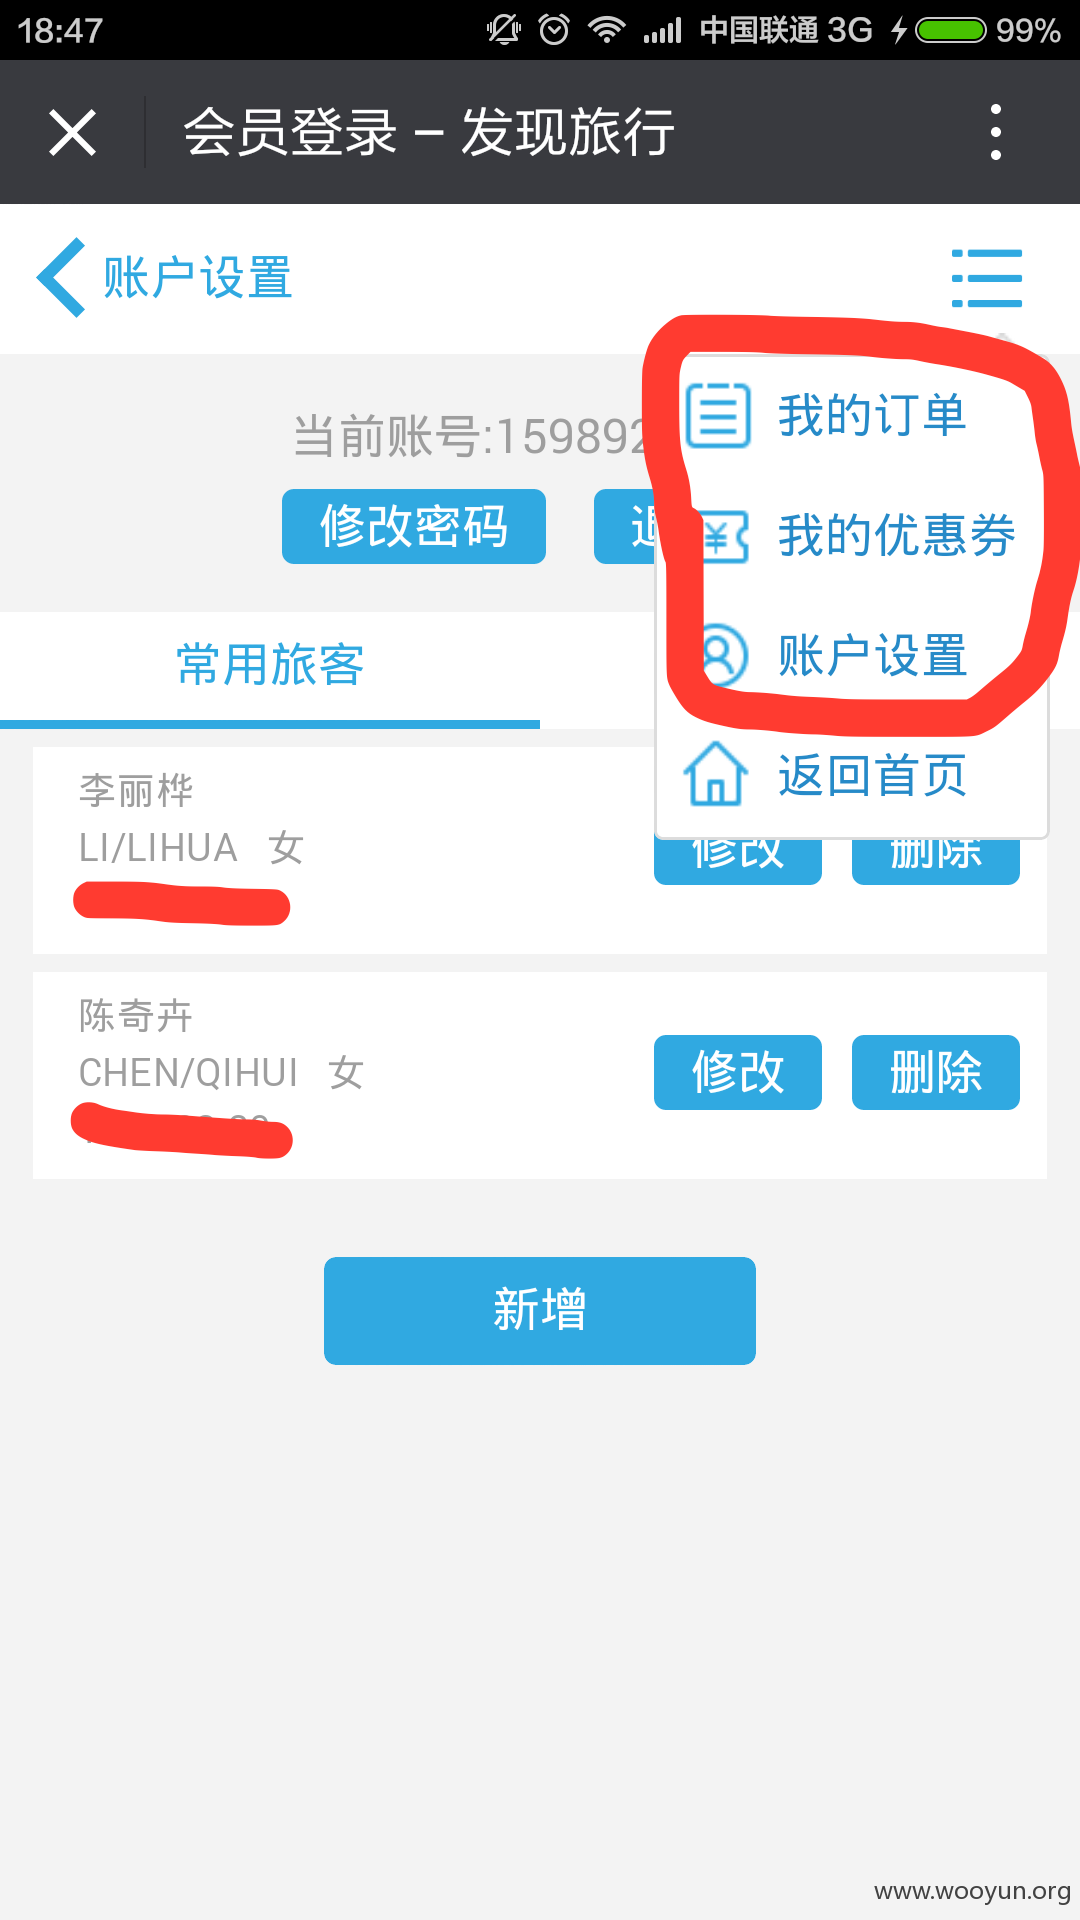 18:47 中国联通 3G 99%
会员登录 – 发现旅行
账户设置
我的订单
当前账号:159892
我的优惠券
修改密码
常用旅客
账户设置
返回首页
李丽桦
LI/LIHUA 女
修改 删除
陈奇卉
CHEN/QIHUI 女
修改 删除
新增
www.wooyun.org